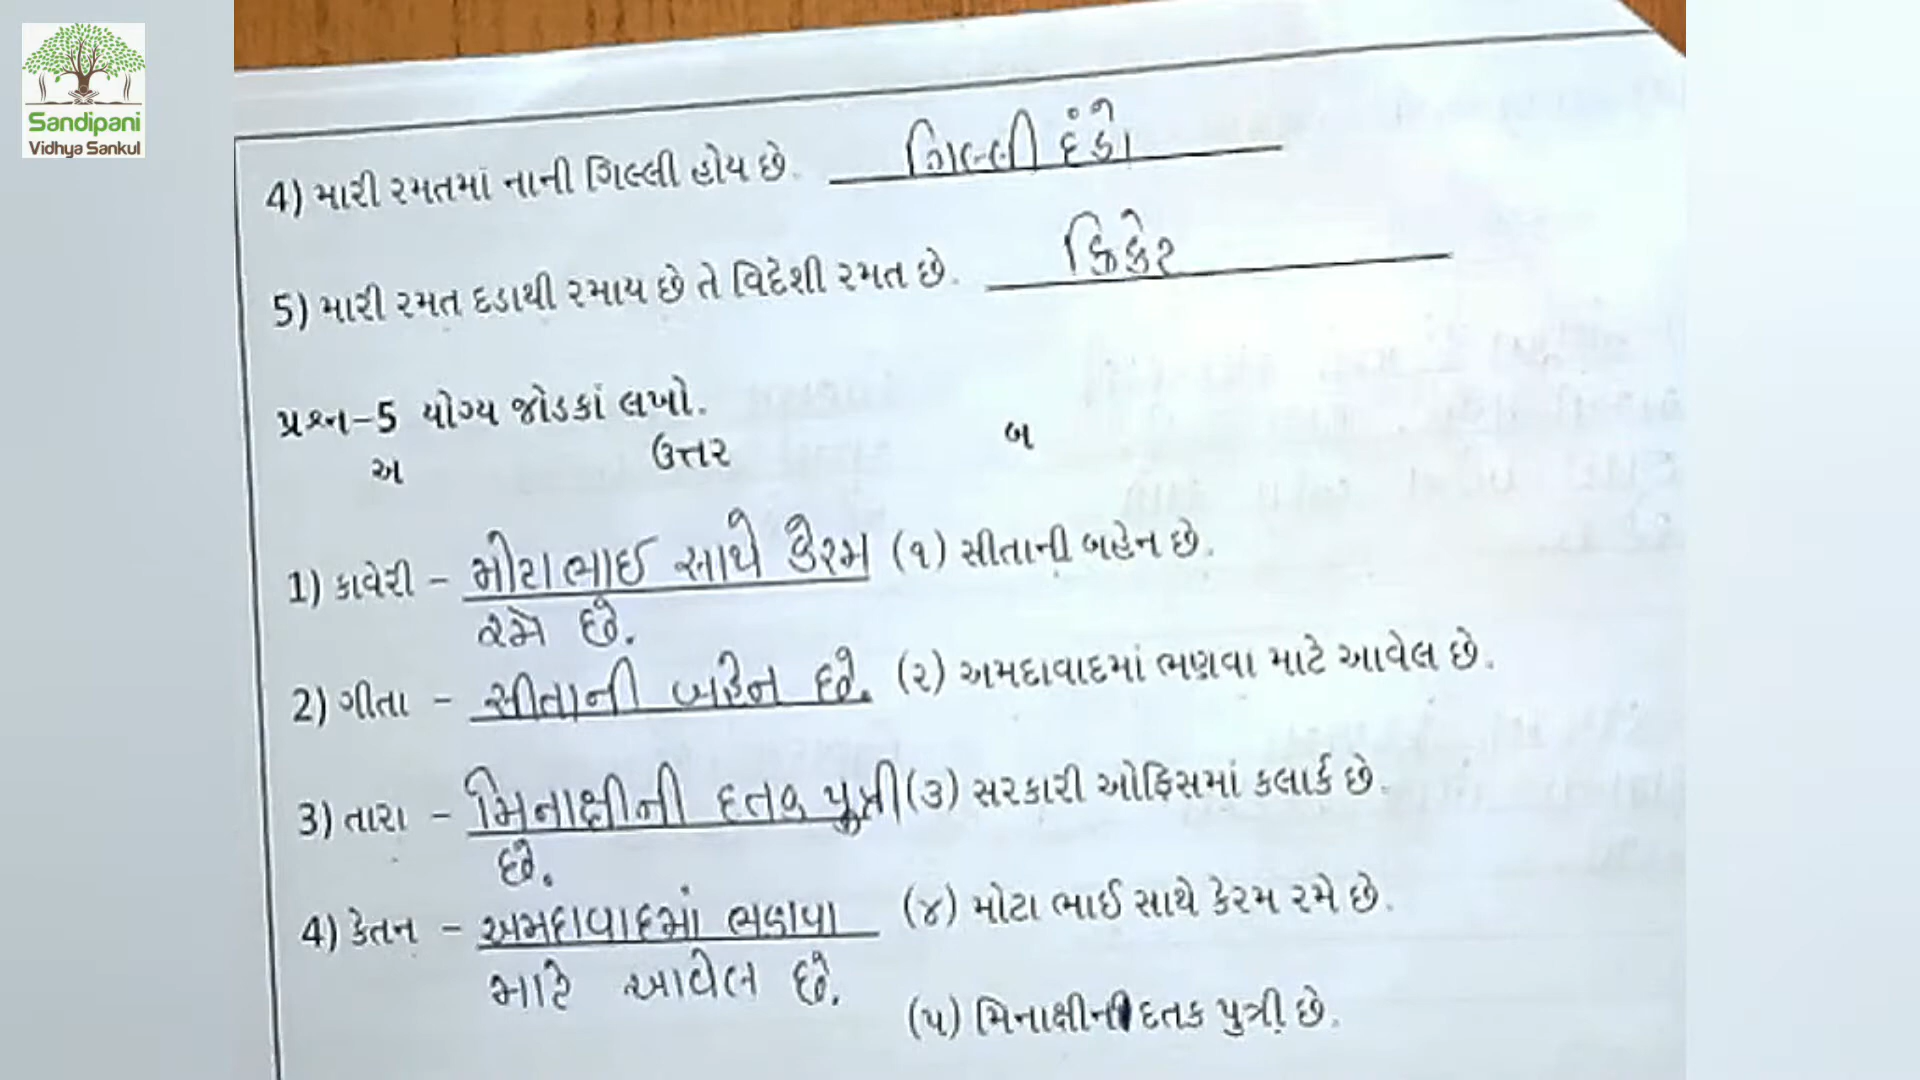 Sandipani
Vidhya Sankul
4) મારી રમતમાં નાની ગિલ્લી હોય છે. ગિલ્લી દંડો
5) મારી રમત દડાથી રમાય છે તે વિદેશી રમત છે. ક્રિકેટ
પ્રશ્ન-5 યોગ્ય જોડકાં લખો.
અ ઉત્તર બ
1) કાવેરી - મોટા ભાઈ સાથે કેરમ (૧) સીતાની બહેન છે.
રમે છે.
2) ગીતા - સીતાની બહેન છે. (૨) અમદાવાદમાં ભણવા માટે આવેલ છે.
3) તારા - મિનાક્ષીની દતક પુત્રી (૩) સરકારી ઓફિસમાં કલાર્ક છે.
છે.
4) કેતન - અમદાવાદમાં ભણવા (૪) મોટા ભાઈ સાથે કેરમ રમે છે.
માટે આવેલ છે.
(૫) મિનાક્ષીની દતક પુત્રી છે.